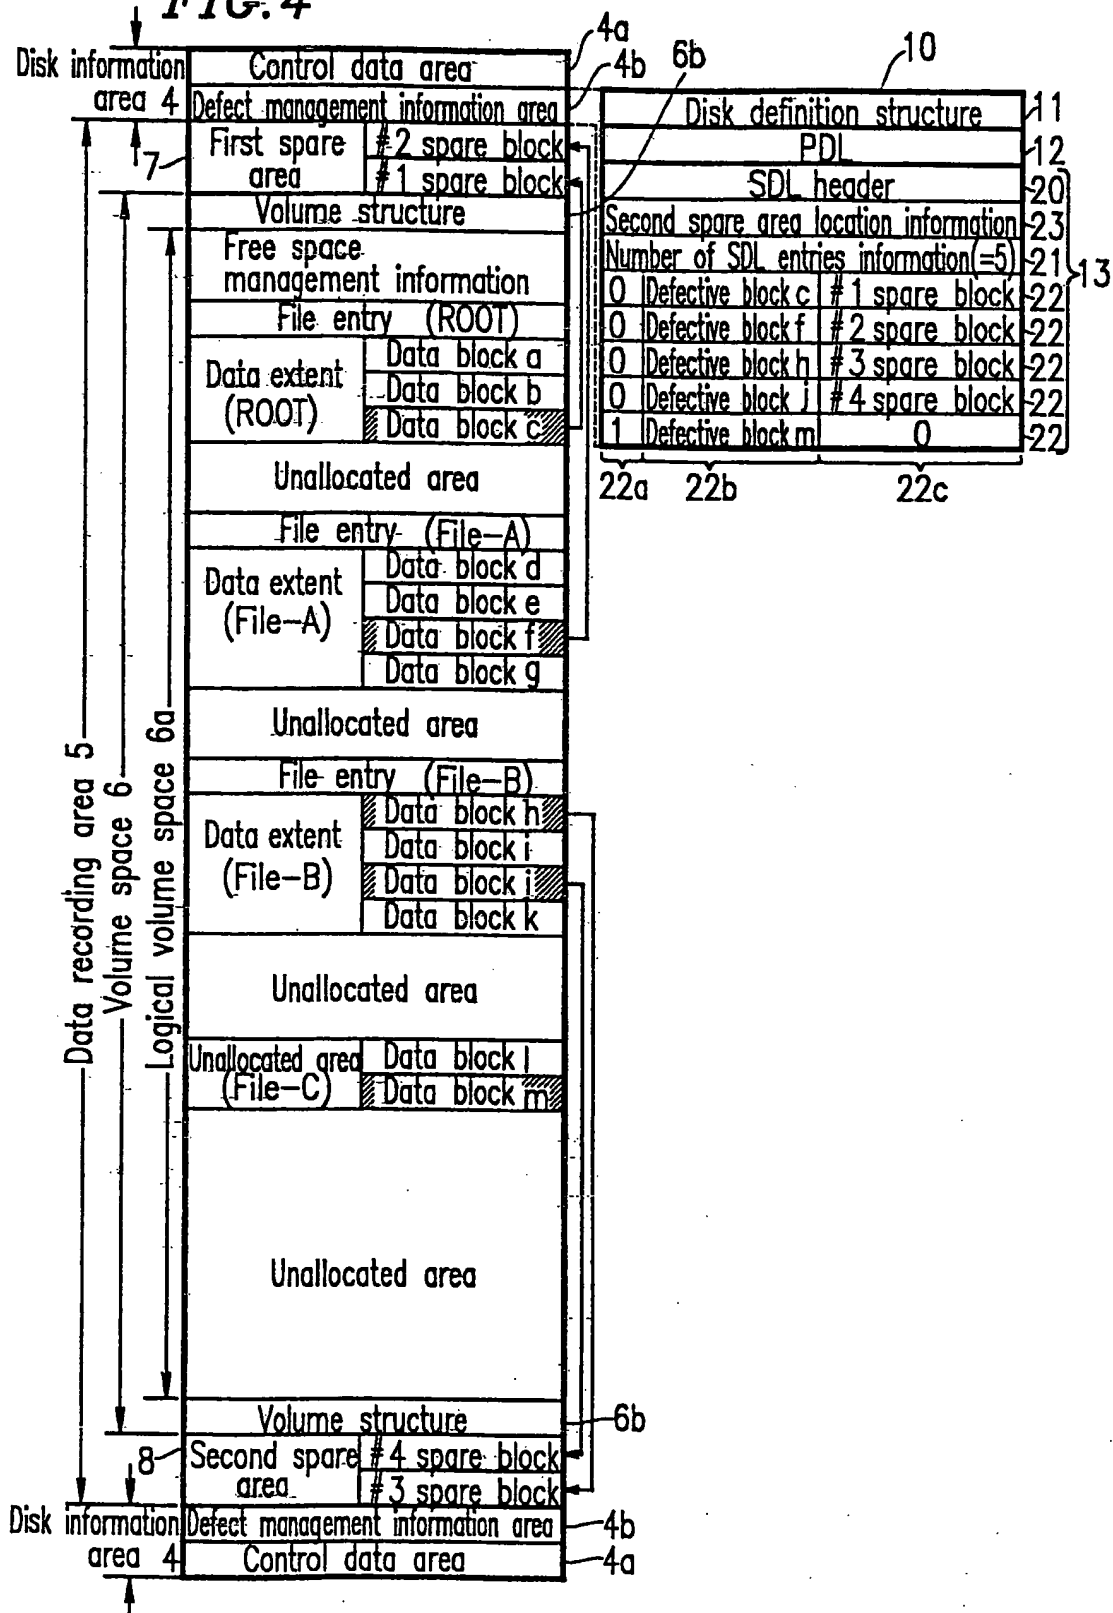 FIG. 4
Disk information area 4
Control data area
4a
Defect management information area
4b
6b
7
First spare area
#2 spare block
#1 spare block
Volume structure
Free space management information
File entry (ROOT)
Data extent (ROOT)
Data block a
Data block b
Data block c
Unallocated area
File entry (File-A)
Data extent (File-A)
Data block d
Data block e
Data block f
Data block g
Unallocated area
File entry (File-B)
Data extent (File-B)
Data block h
Data block i
Data block j
Data block k
Unallocated area
Unallocated area (File-C)
Data block l
Data block m
Unallocated area
Volume structure
6b
8
Second spare area
#4 spare block
#3 spare block
Disk information area 4
Defect management information area
4b
Control data area
4a
Data recording area 5
Volume space 6
Logical volume space 6a
10
Disk definition structure
11
PDL
12
SDL header
20
Second spare area location information
23
Number of SDL entries information(=5)
21
13
0 Defective block c #1 spare block 22
0 Defective block f #2 spare block 22
0 Defective block h #3 spare block 22
0 Defective block j #4 spare block 22
1 Defective block m 0 22
22a 22b 22c